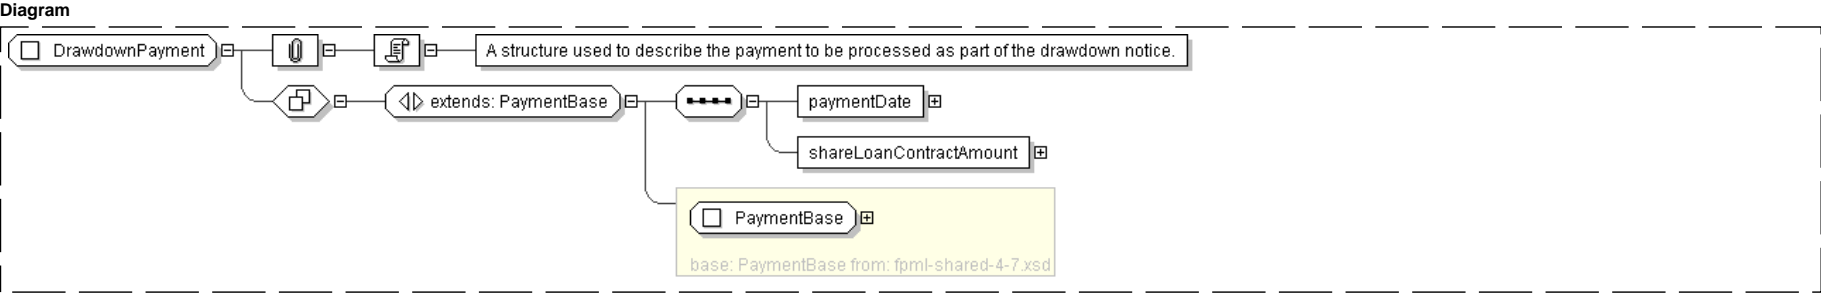 Diagram
DrawdownPayment
A structure used to describe the payment to be processed as part of the drawdown notice.
extends: PaymentBase
paymentDate
shareLoanContractAmount
PaymentBase
base: PaymentBase from: fpml-shared-4-7.xsd